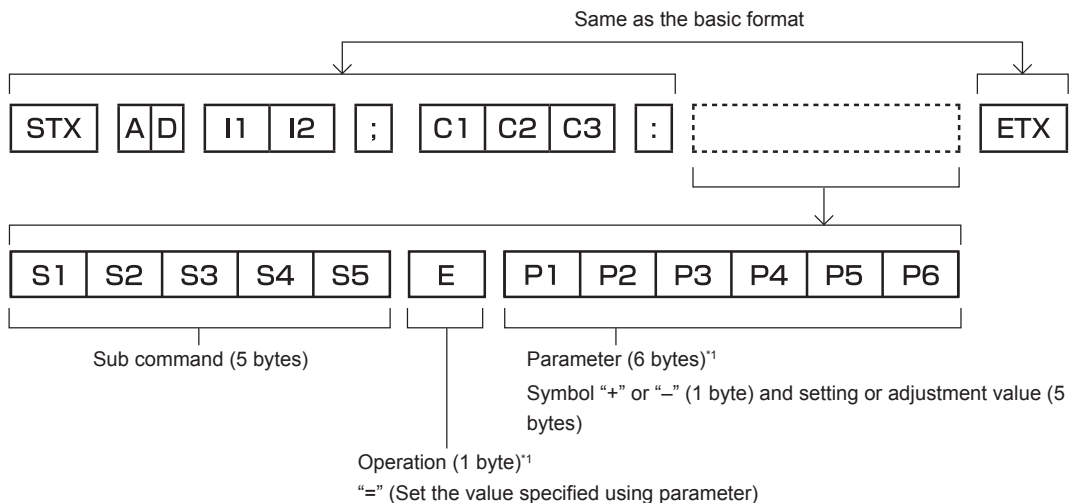 Same as the basic format
STX A D I1 I2 ; C1 C2 C3 : ETX
S1 S2 S3 S4 S5 E P1 P2 P3 P4 P5 P6
Sub command (5 bytes)
Parameter (6 bytes)*1
Symbol “+” or “–” (1 byte) and setting or adjustment value (5
bytes)
Operation (1 byte)*1
“=” (Set the value specified using parameter)